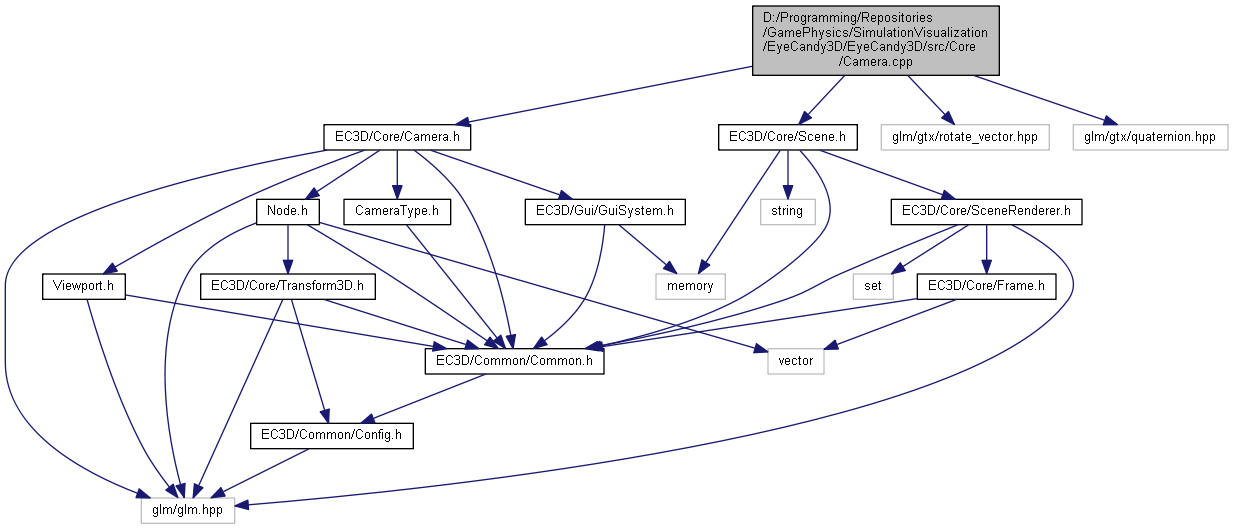 D:/Programming/Repositories
/GamePhysics/SimulationVisualization
/EyeCandy3D/EyeCandy3D/src/Core
/Camera.cpp
EC3D/Core/Camera.h
EC3D/Core/Scene.h
glm/gtx/rotate_vector.hpp
glm/gtx/quaternion.hpp
Node.h
CameraType.h
EC3D/Gui/GuiSystem.h
string
EC3D/Core/SceneRenderer.h
Viewport.h
EC3D/Core/Transform3D.h
memory
set
EC3D/Core/Frame.h
EC3D/Common/Common.h
vector
EC3D/Common/Config.h
glm/glm.hpp